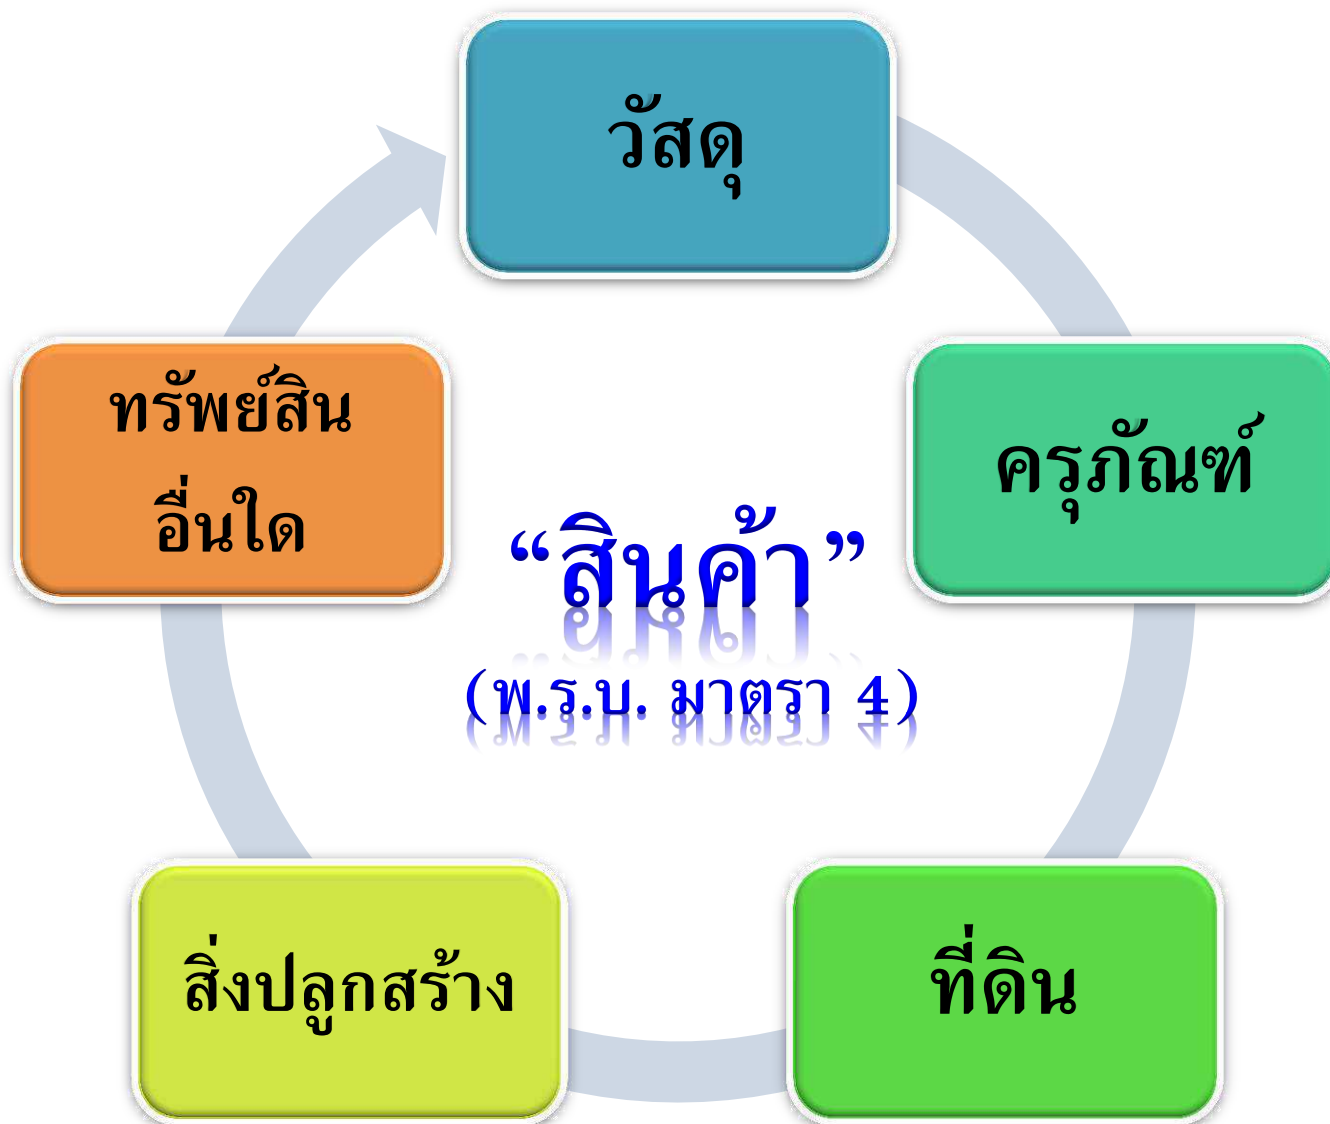 วัสดุ
ครุภัณฑ์
ที่ดิน
สิ่งปลูกสร้าง
ทรัพย์สิน
อื่นใด
“สินค้า”
(พ.ร.บ. มาตรา 4)